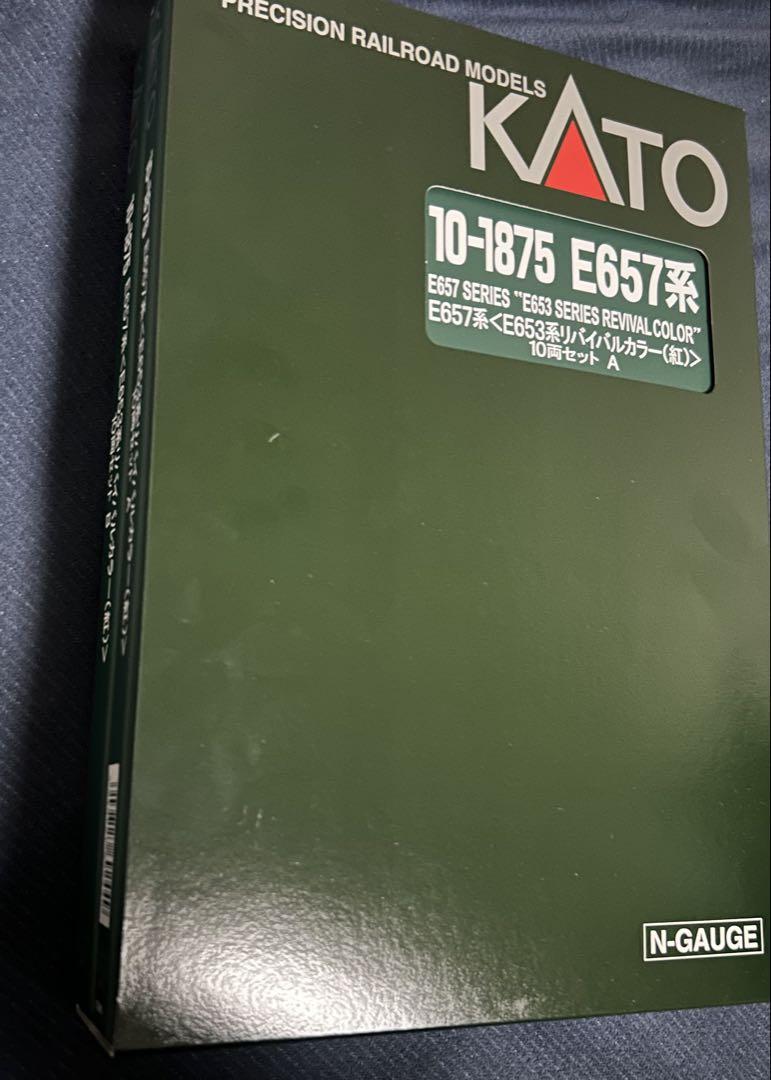 PRECISION RAILROAD MODELS
KATO
10-1875 E657系
E657 SERIES "E653 SERIES REVIVAL COLOR"
E657系<E653系リバイバルカラー(紅)>
10両セット A
N-GAUGE